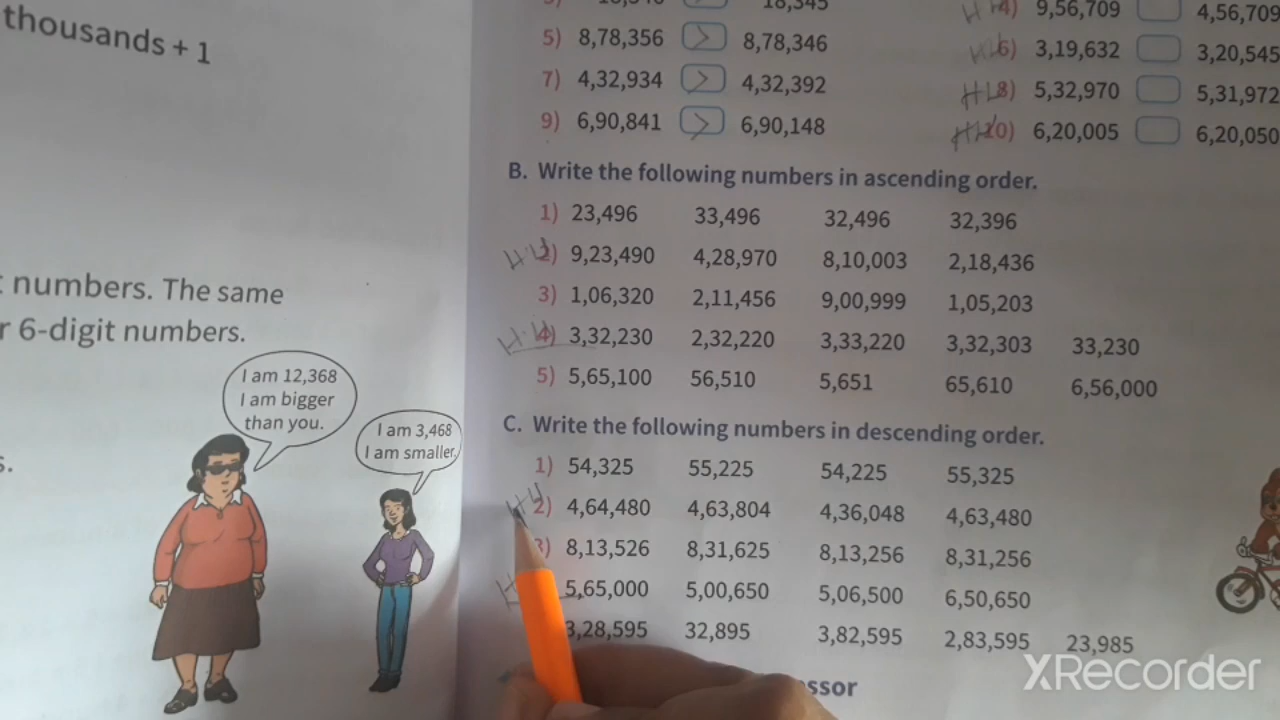 thousands + 1
numbers. The same
r 6-digit numbers.
I am 12,368
I am bigger
than you.
I am 3,468
I am smaller.
s.
18,345
5) 8,78,356 > 8,78,346
7) 4,32,934 > 4,32,392
9) 6,90,841 > 6,90,148
H 4) 9,56,709 4,56,709
6) 3,19,632 3,20,545
HL 8) 5,32,970 5,31,972
10) 6,20,005 6,20,050
B. Write the following numbers in ascending order.
1) 23,496 33,496 32,496 32,396
H.W 2) 9,23,490 4,28,970 8,10,003 2,18,436
3) 1,06,320 2,11,456 9,00,999 1,05,203
H.W 4) 3,32,230 2,32,220 3,33,220 3,32,303 33,230
5) 5,65,100 56,510 5,651 65,610 6,56,000
C. Write the following numbers in descending order.
1) 54,325 55,225 54,225 55,325
HW 2) 4,64,480 4,63,804 4,36,048 4,63,480
3) 8,13,526 8,31,625 8,13,256 8,31,256
H 5,65,000 5,00,650 5,06,500 6,50,650
3,28,595 32,895 3,82,595 2,83,595 23,985
ssor
XRecorder